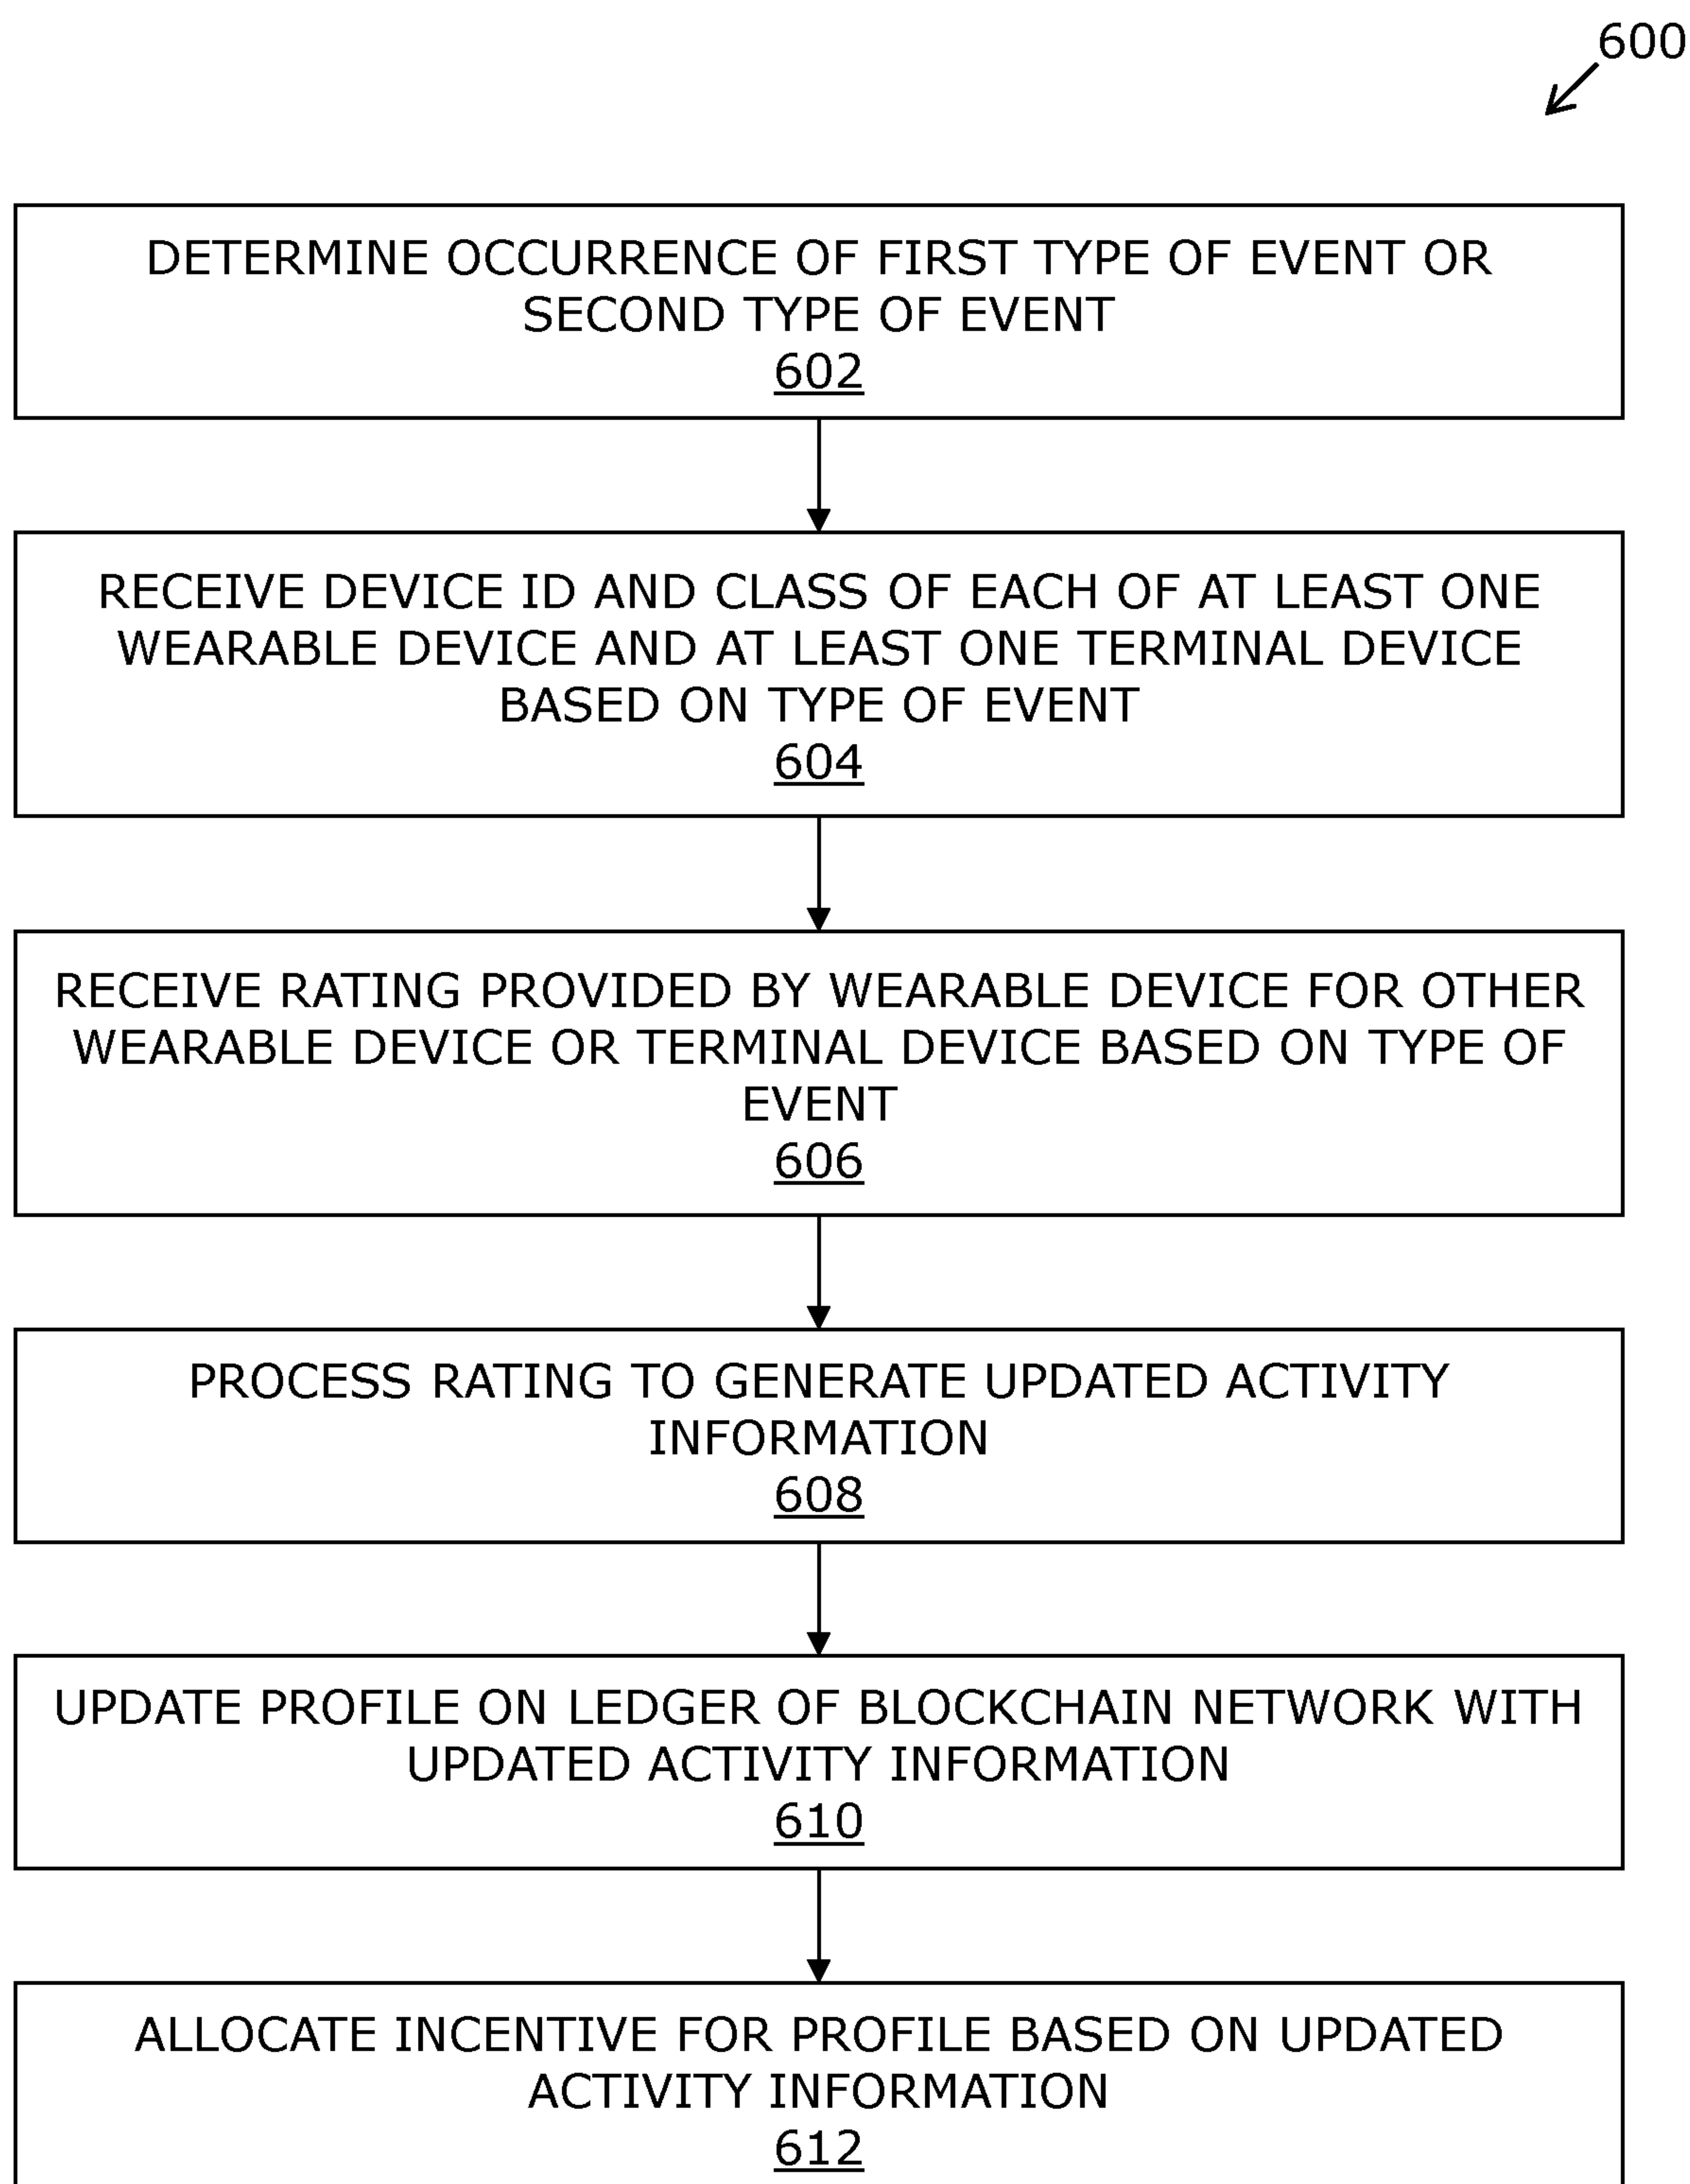 600
DETERMINE OCCURRENCE OF FIRST TYPE OF EVENT OR
SECOND TYPE OF EVENT
602
RECEIVE DEVICE ID AND CLASS OF EACH OF AT LEAST ONE
WEARABLE DEVICE AND AT LEAST ONE TERMINAL DEVICE
BASED ON TYPE OF EVENT
604
RECEIVE RATING PROVIDED BY WEARABLE DEVICE FOR OTHER
WEARABLE DEVICE OR TERMINAL DEVICE BASED ON TYPE OF
EVENT
606
PROCESS RATING TO GENERATE UPDATED ACTIVITY
INFORMATION
608
UPDATE PROFILE ON LEDGER OF BLOCKCHAIN NETWORK WITH
UPDATED ACTIVITY INFORMATION
610
ALLOCATE INCENTIVE FOR PROFILE BASED ON UPDATED
ACTIVITY INFORMATION
612